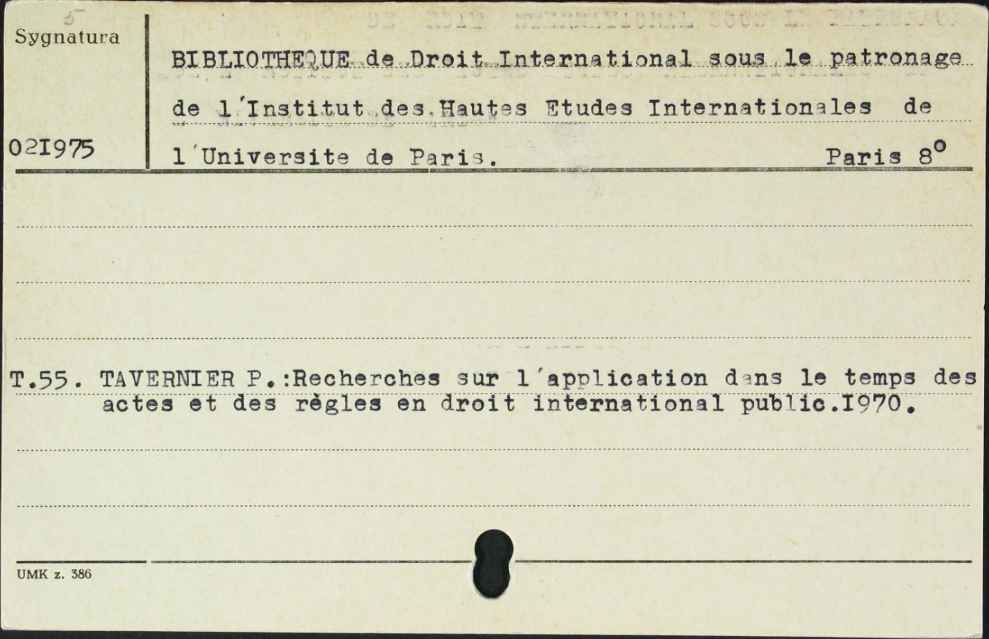 5
Sygnatura
BIBLIOTHEQUE de Droit International sous le patronage
de l'Institut des Hautes Etudes Internationales de
02I975
l'Universite de Paris. Paris 8°
T.55. TAVERNIER P.:Recherches sur l'application dans le temps des
actes et des règles en droit international public.I970.
UMK z. 386